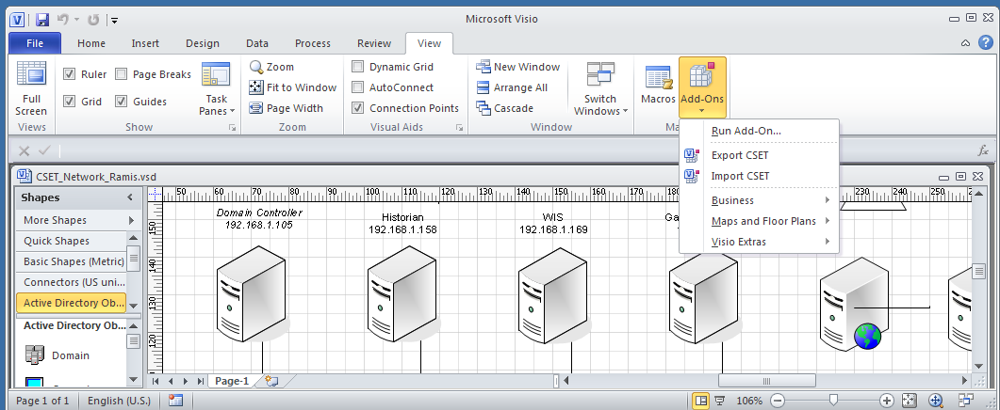 Microsoft Visio
File Home Insert Design Data Process Review View
Full Screen
Ruler Page Breaks
Grid Guides
Task Panes
Zoom
Fit to Window
Page Width
Dynamic Grid
AutoConnect
Connection Points
New Window
Arrange All
Cascade
Switch Windows
Macros Add-Ons
Views Show Zoom Visual Aids Window Ma
Run Add-On...
Export CSET
Import CSET
Business
Maps and Floor Plans
Visio Extras
fx
CSET_Network_Ramis.vsd
Shapes
More Shapes
Quick Shapes
Basic Shapes (Metric)
Connectors (US uni...
Active Directory Ob...
Active Directory Ob...
Domain
50 60 70 80 90 100 110 120 130 140 150 160 170 180 230 240 250
150 140 130 120
Domain Controller
192.168.1.105
Historian
192.168.1.158
WIS
192.168.1.169
Ga
192.168.
Page-1
Page 1 of 1 English (U.S.) 106%